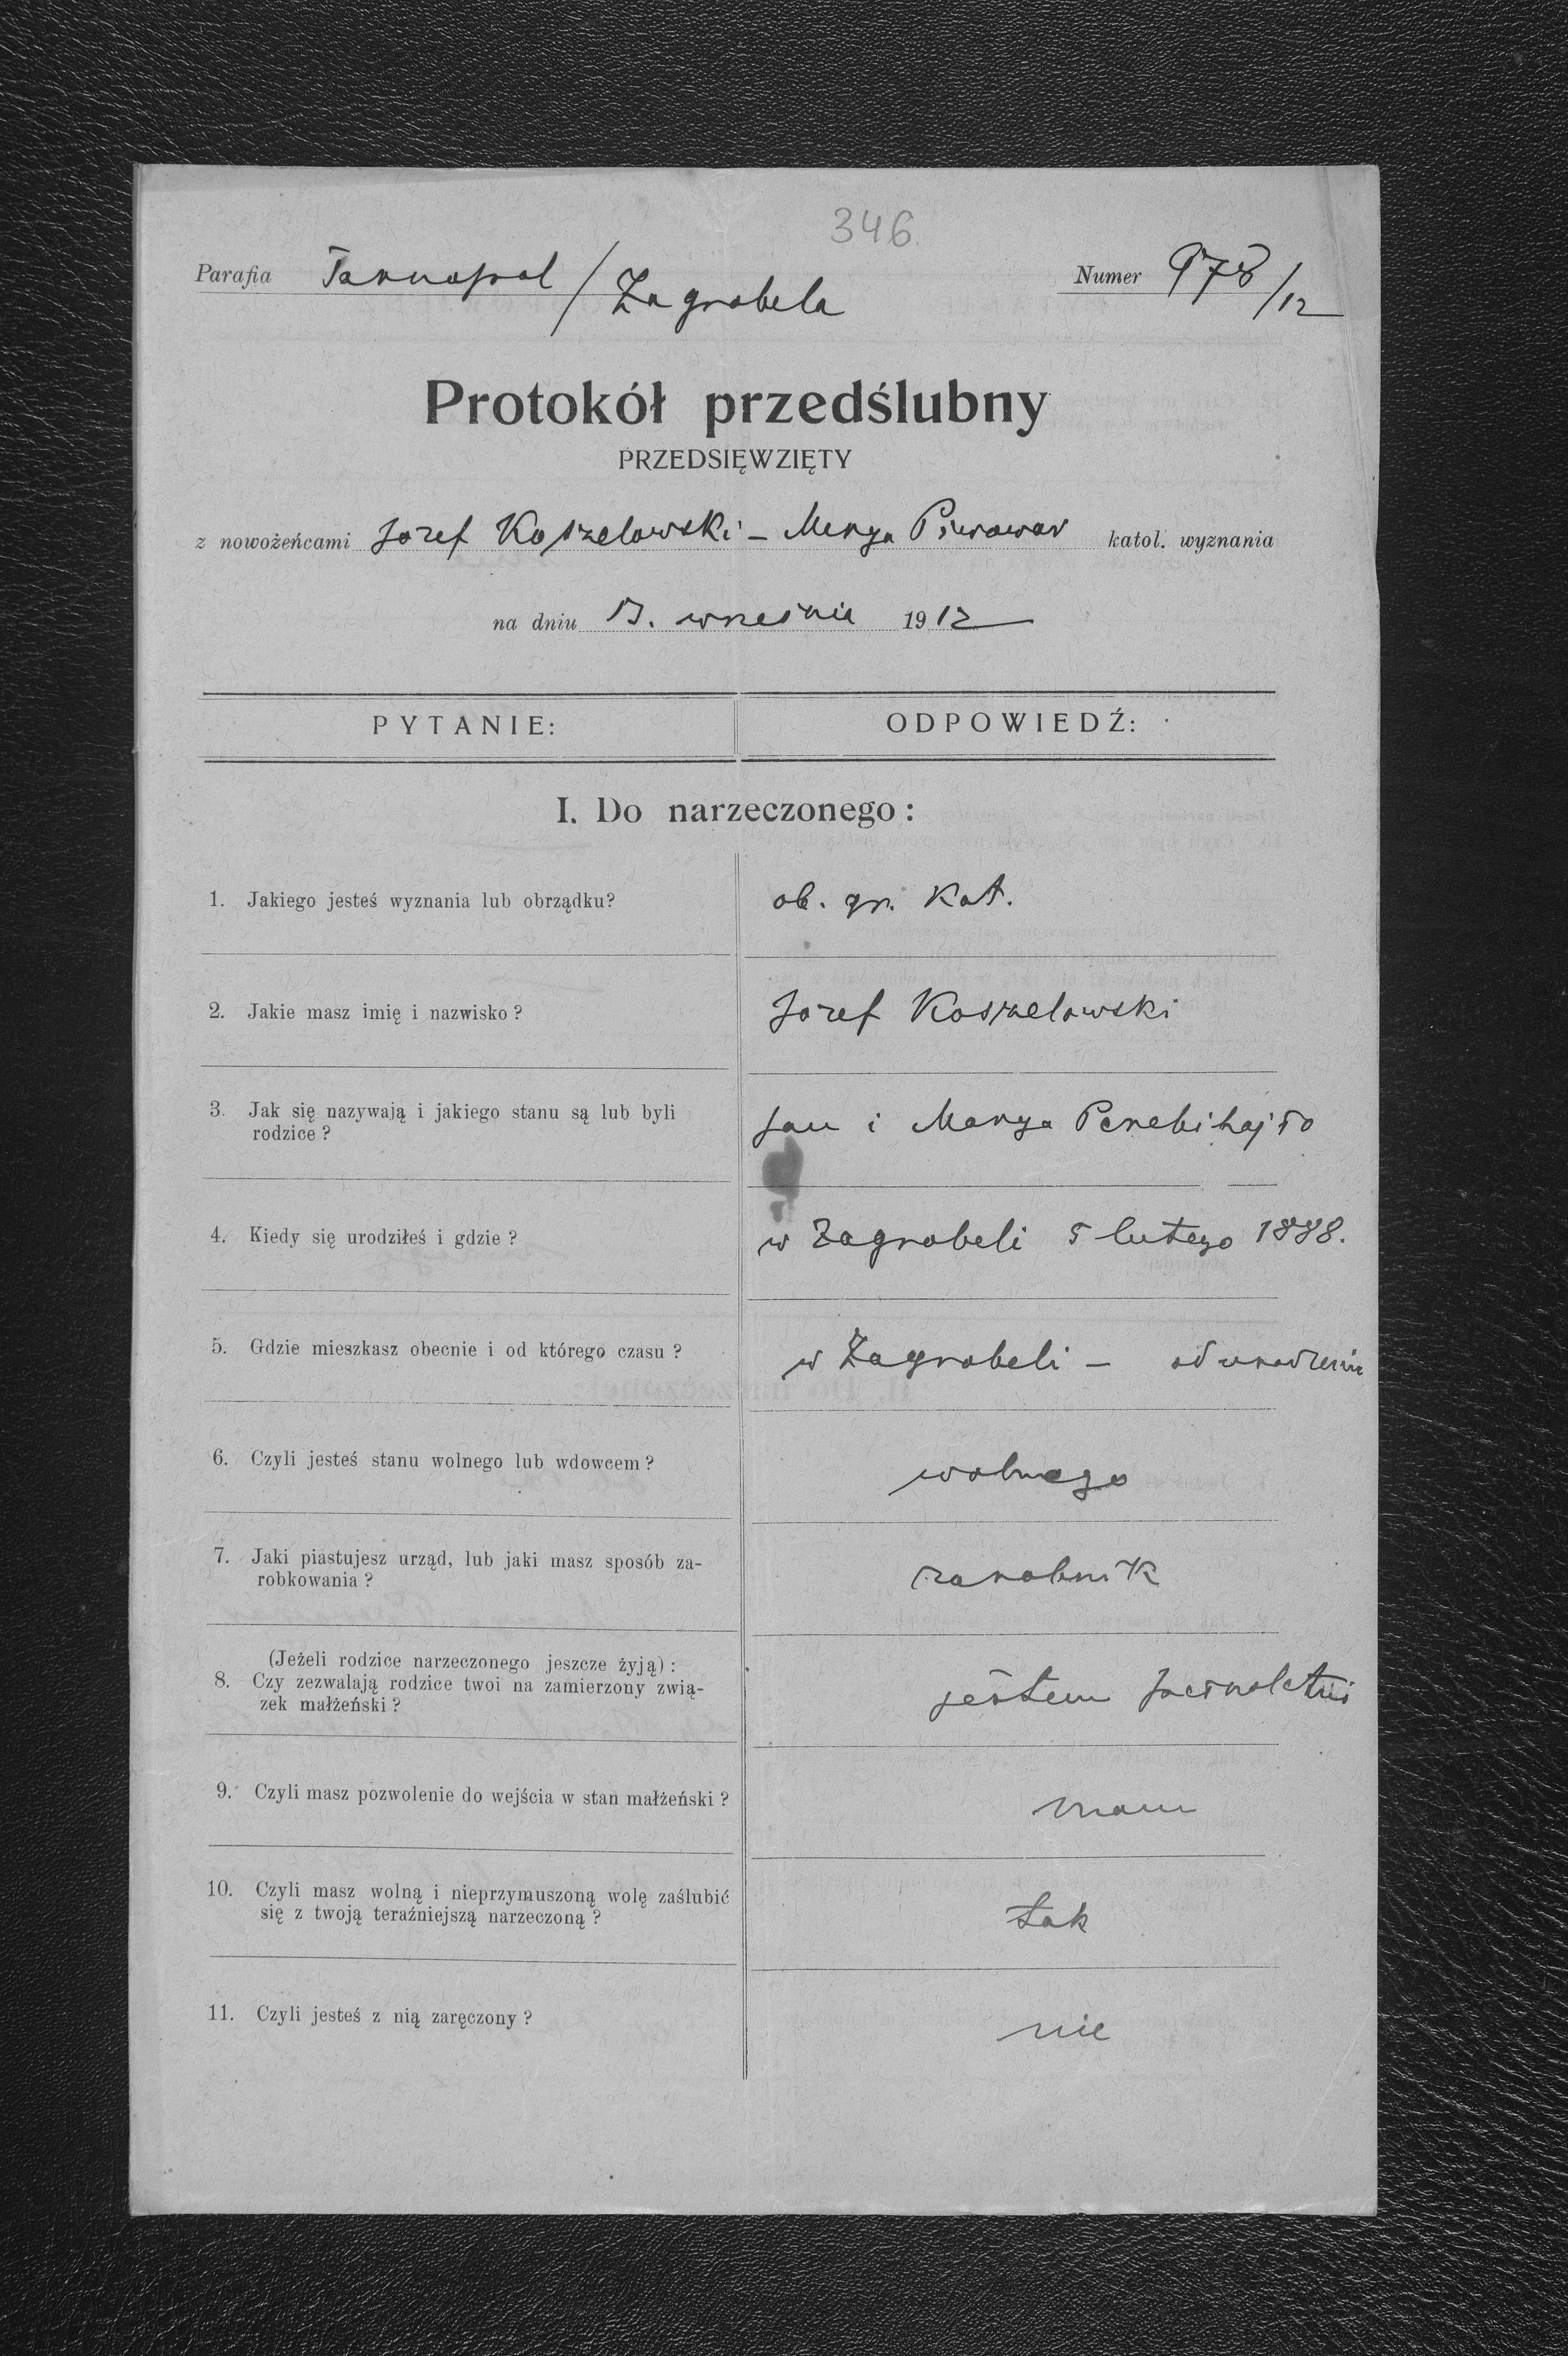 346
Parafia Tarnopol / Zagrobela Numer 978/12
Protokół przedślubny
PRZEDSIĘWZIĘTY
z nowożeńcami Józef Koszelowski – Marya Piwowar katol. wyznania
na dniu 13. września 1912
PYTANIE: ODPOWIEDŹ:
I. Do narzeczonego:
1. Jakiego jesteś wyznania lub obrządku? ob. gr. kat.
2. Jakie masz imię i nazwisko? Józef Koszelowski
3. Jak się nazywają i jakiego stanu są lub byli
rodzice? Jan i Marya Perebihajło
4. Kiedy się urodziłeś i gdzie? w Zagrobeli 5 lutego 1888.
5. Gdzie mieszkasz obecnie i od którego czasu? w Zagrobeli – od urodzenia
6. Czyli jesteś stanu wolnego lub wdowcem? wolnego
7. Jaki piastujesz urząd, lub jaki masz sposób za-
robkowania? zarobnik
(Jeżeli rodzice narzeczonego jeszcze żyją):
8. Czy zezwalają rodzice twoi na zamierzony zwią-
zek małżeński? jestem pełnoletni
9. Czyli masz pozwolenie do wejścia w stan małżeński? mam
10. Czyli masz wolną i nieprzymuszoną wolę zaślubić
się z twoją teraźniejszą narzeczoną? tak
11. Czyli jesteś z nią zaręczony? nie